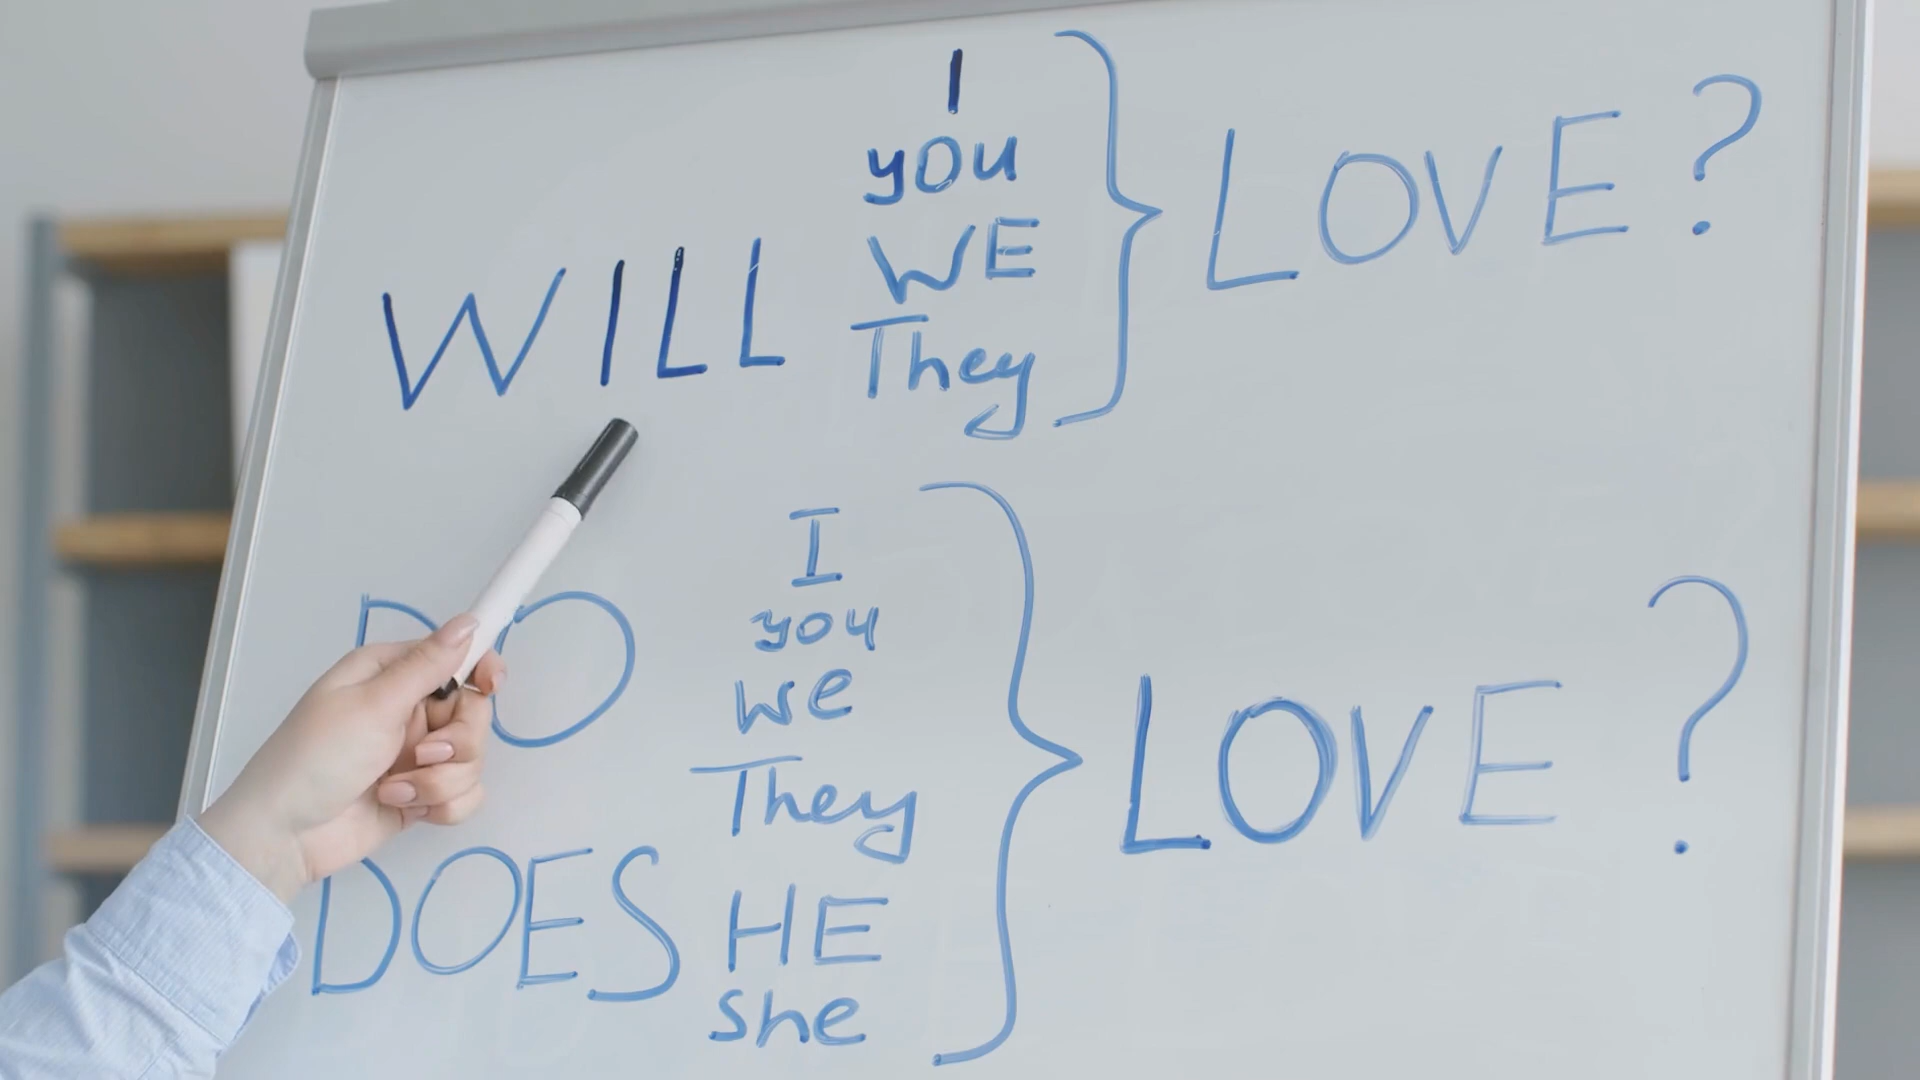 I
you
WE
WILL They LOVE?
I
you
we
DO They LOVE?
DOES HE
she